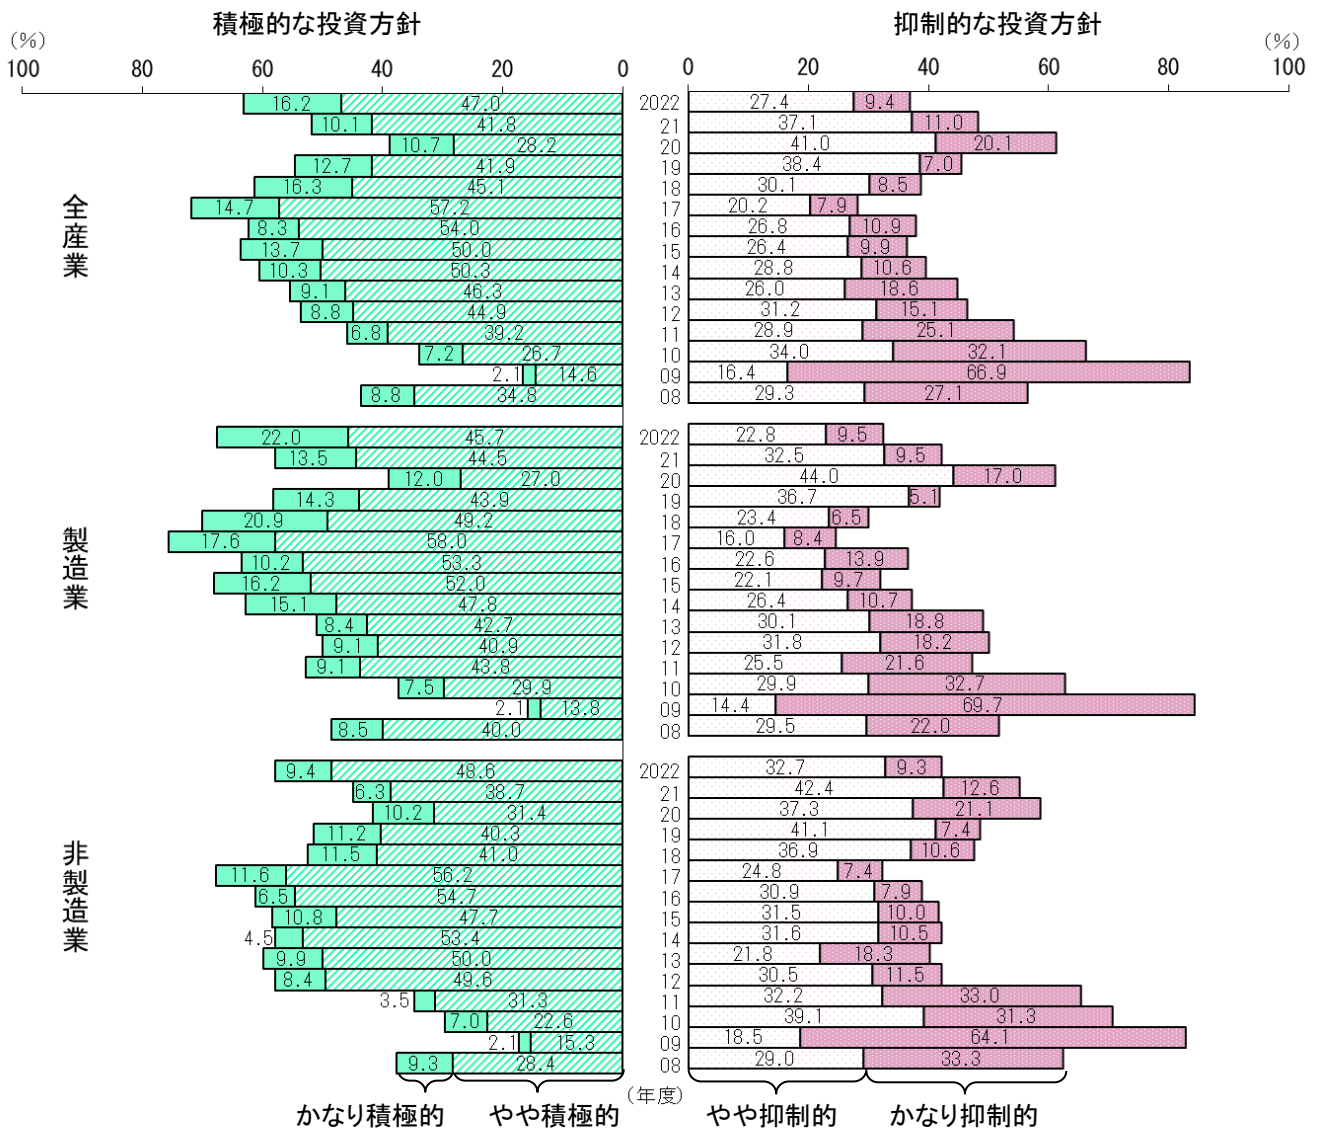 積極的な投資方針 抑制的な投資方針
(%) (%)
100 80 60 40 20 0 0 20 40 60 80 100
全産業
16.2 47.0 2022 27.4 9.4
10.1 41.8 21 37.1 11.0
10.7 28.2 20 41.0 20.1
12.7 41.9 19 38.4 7.0
16.3 45.1 18 30.1 8.5
14.7 57.2 17 20.2 7.9
8.3 54.0 16 26.8 10.9
13.7 50.0 15 26.4 9.9
10.3 50.3 14 28.8 10.6
9.1 46.3 13 26.0 18.6
8.8 44.9 12 31.2 15.1
6.8 39.2 11 28.9 25.1
7.2 26.7 10 34.0 32.1
2.1 14.6 09 16.4 66.9
8.8 34.8 08 29.3 27.1
製造業
22.0 45.7 2022 22.8 9.5
13.5 44.5 21 32.5 9.5
12.0 27.0 20 44.0 17.0
14.3 43.9 19 36.7 5.1
20.9 49.2 18 23.4 6.5
17.6 58.0 17 16.0 8.4
10.2 53.3 16 22.6 13.9
16.2 52.0 15 22.1 9.7
15.1 47.8 14 26.4 10.7
8.4 42.7 13 30.1 18.8
9.1 40.9 12 31.8 18.2
9.1 43.8 11 25.5 21.6
7.5 29.9 10 29.9 32.7
2.1 13.8 09 14.4 69.7
8.5 40.0 08 29.5 22.0
非製造業
9.4 48.6 2022 32.7 9.3
6.3 38.7 21 42.4 12.6
10.2 31.4 20 37.3 21.1
11.2 40.3 19 41.1 7.4
11.5 41.0 18 36.9 10.6
11.6 56.2 17 24.8 7.4
6.5 54.7 16 30.9 7.9
10.8 47.7 15 31.5 10.0
4.5 53.4 14 31.6 10.5
9.9 50.0 13 21.8 18.3
8.4 49.6 12 30.5 11.5
3.5 31.3 11 32.2 33.0
7.0 22.6 10 39.1 31.3
2.1 15.3 09 18.5 64.1
9.3 28.4 08 29.0 33.3
(年度)
かなり積極的 やや積極的 やや抑制的 かなり抑制的